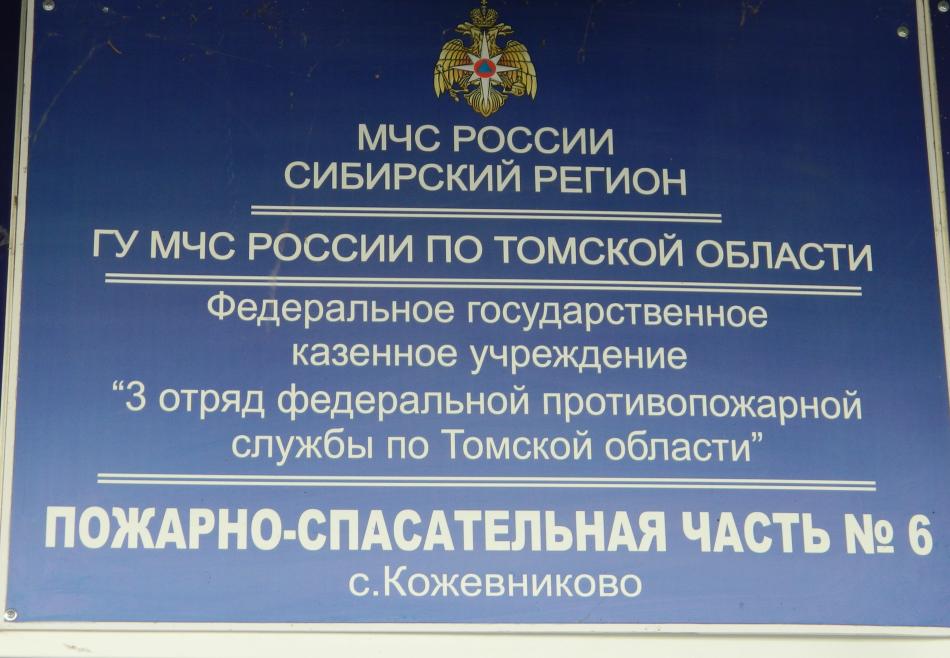 МЧС РОССИИ
СИБИРСКИЙ РЕГИОН
ГУ МЧС РОССИИ ПО ТОМСКОЙ ОБЛАСТИ
Федеральное государственное
казенное учреждение
“3 отряд федеральной противопожарной
службы по Томской области”
ПОЖАРНО-СПАСАТЕЛЬНАЯ ЧАСТЬ № 6
с.Кожевниково